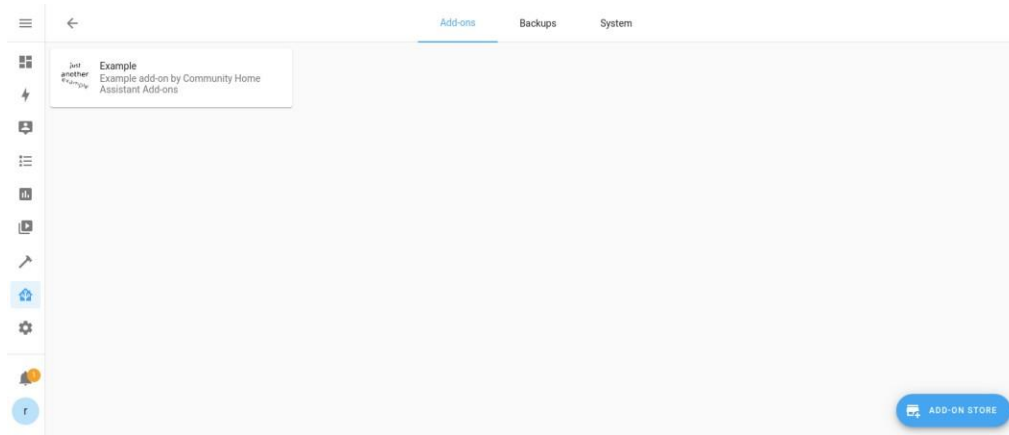 Add-ons Backups System
just
another
Example
Example add-on by Community Home
Assistant Add-ons
r
ADD-ON STORE